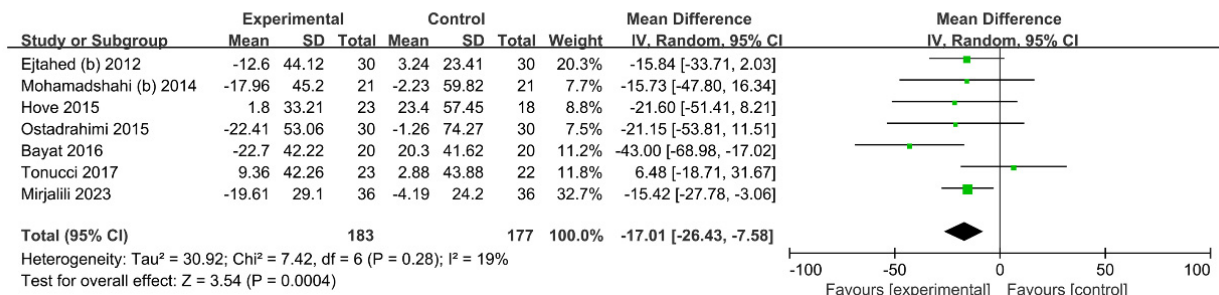 Experimental Control Mean Difference Mean Difference
Study or Subgroup Mean SD Total Mean SD Total Weight IV, Random, 95% CI IV, Random, 95% CI
Ejtahed (b) 2012 -12.6 44.12 30 3.24 23.41 30 20.3% -15.84 [-33.71, 2.03]
Mohamadshahi (b) 2014 -17.96 45.2 21 -2.23 59.82 21 7.7% -15.73 [-47.80, 16.34]
Hove 2015 1.8 33.21 23 23.4 57.45 18 8.8% -21.60 [-51.41, 8.21]
Ostadrahimi 2015 -22.41 53.06 30 -1.26 74.27 30 7.5% -21.15 [-53.81, 11.51]
Bayat 2016 -22.7 42.22 20 20.3 41.62 20 11.2% -43.00 [-68.98, -17.02]
Tonucci 2017 9.36 42.26 23 2.88 43.88 22 11.8% 6.48 [-18.71, 31.67]
Mirjalili 2023 -19.61 29.1 36 -4.19 24.2 36 32.7% -15.42 [-27.78, -3.06]
Total (95% CI) 183 177 100.0% -17.01 [-26.43, -7.58]
Heterogeneity: Tau² = 30.92; Chi² = 7.42, df = 6 (P = 0.28); I² = 19%
Test for overall effect: Z = 3.54 (P = 0.0004)
-100 -50 0 50 100
Favours [experimental] Favours [control]